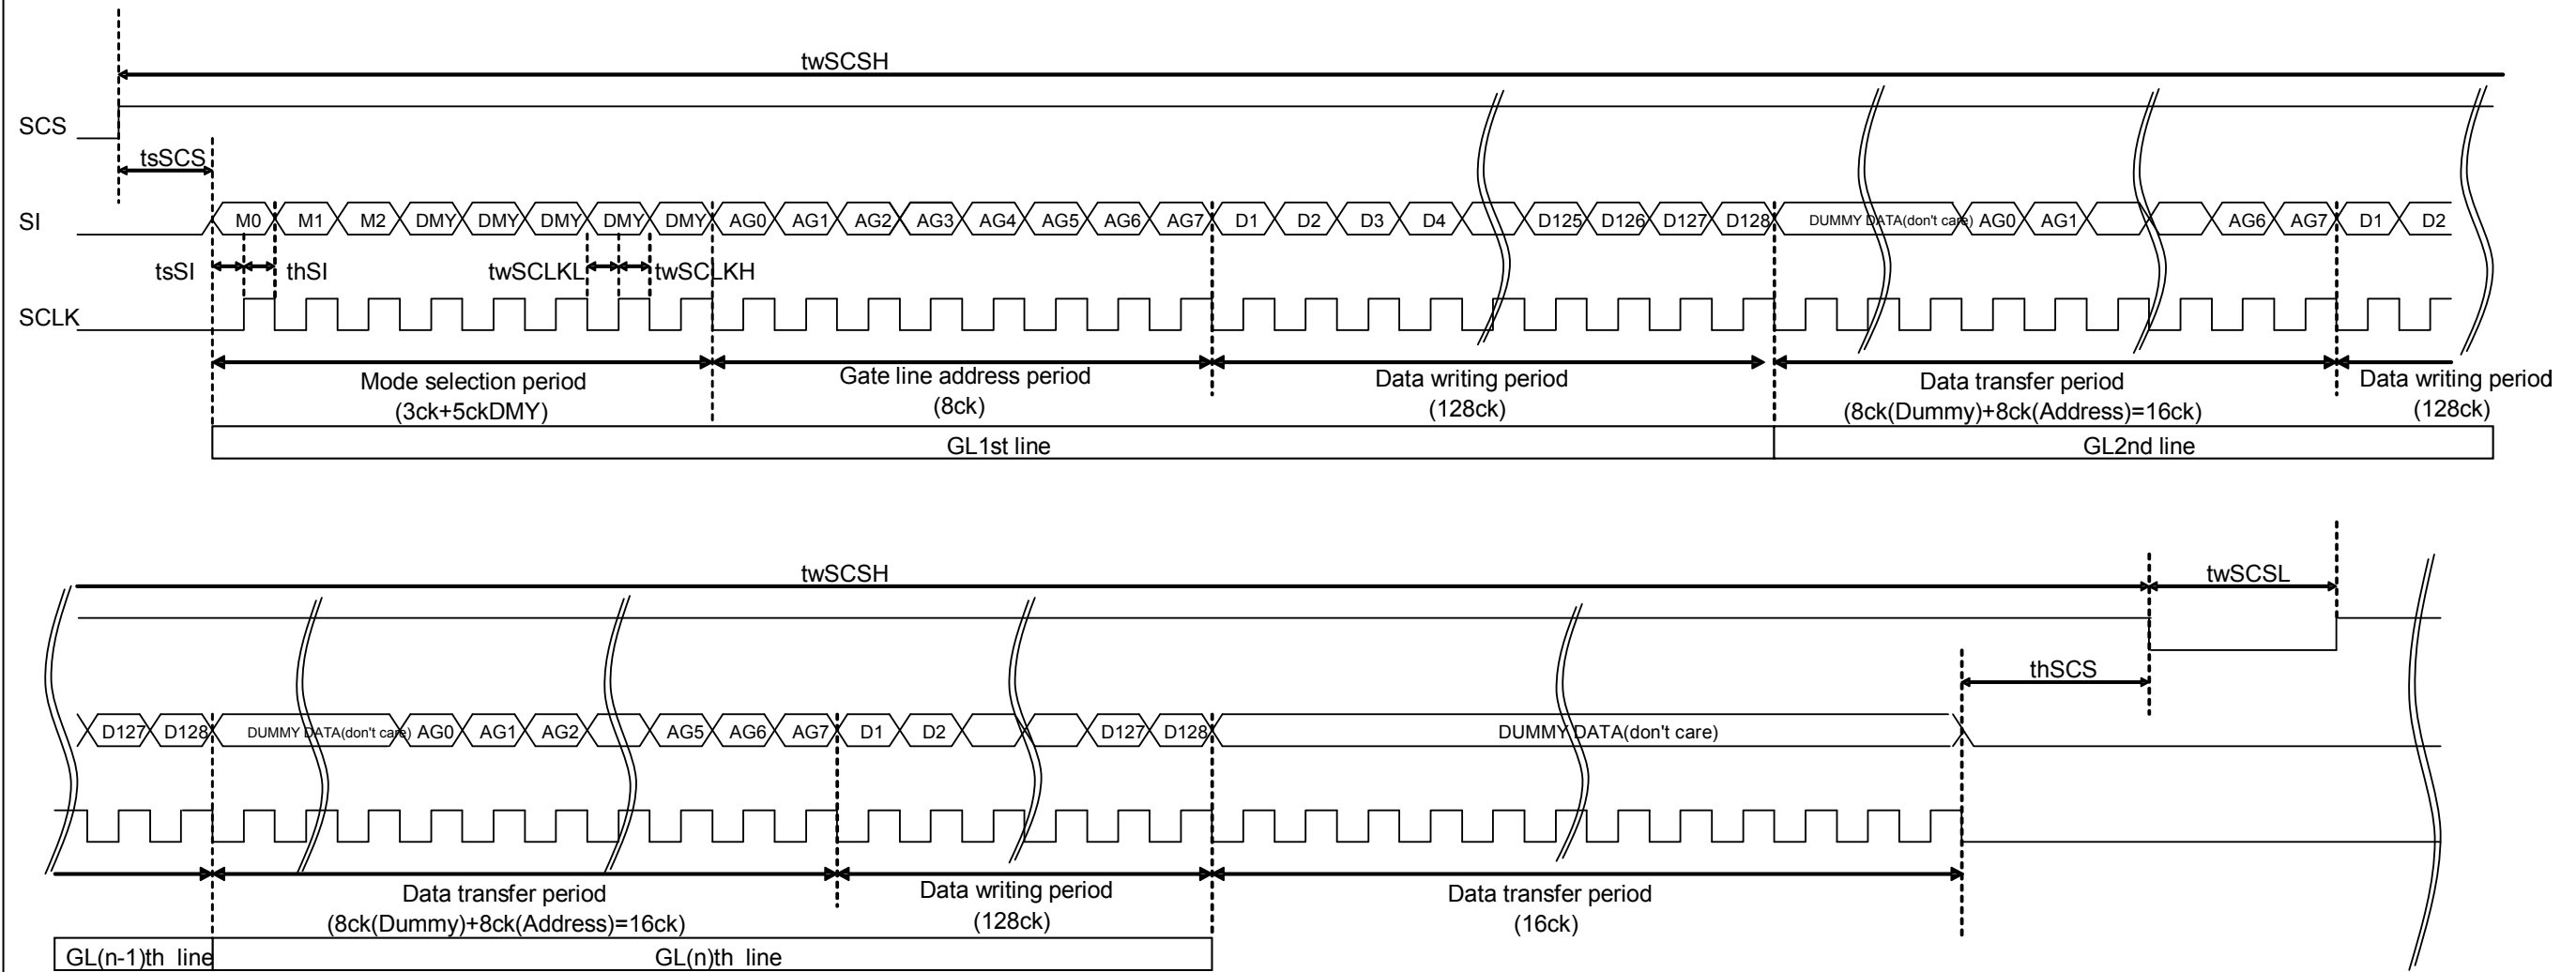 twSCSH
SCS
tsSCS
SI M0 M1 M2 DMY DMY DMY DMY DMY AG0 AG1 AG2 AG3 AG4 AG5 AG6 AG7 D1 D2 D3 D4 D125 D126 D127 D128 DUMMY DATA(don't care) AG0 AG1 AG6 AG7 D1 D2
tsSI thSI twSCLKL twSCLKH
SCLK
Mode selection period Gate line address period Data writing period Data transfer period Data writing period
(3ck+5ckDMY) (8ck) (128ck) (8ck(Dummy)+8ck(Address)=16ck) (128ck)
GL1st line GL2nd line
twSCSH twSCSL
thSCS
D127 D128 DUMMY DATA(don't care) AG0 AG1 AG2 AG5 AG6 AG7 D1 D2 D127 D128 DUMMY DATA(don't care)
Data transfer period Data writing period Data transfer period
(8ck(Dummy)+8ck(Address)=16ck) (128ck) (16ck)
GL(n-1)th line GL(n)th line